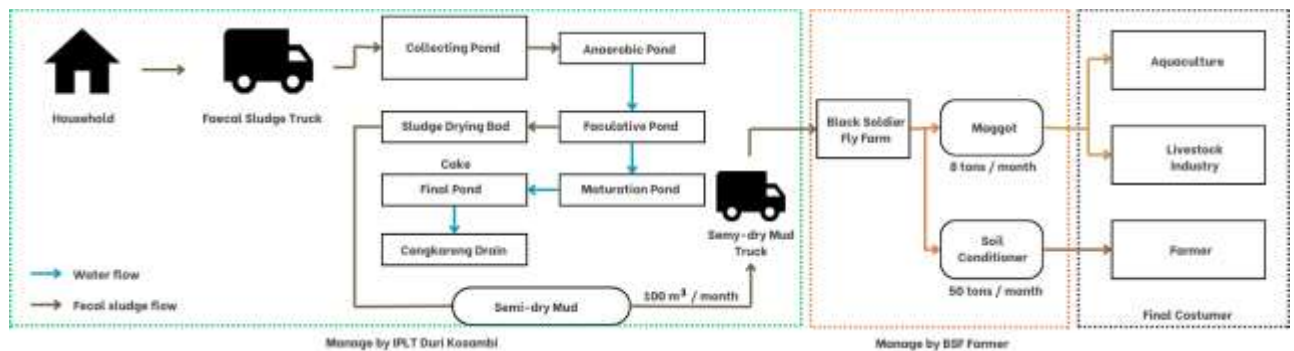 Household
Faecal Sludge Truck
Collecting Pond
Anaerobic Pond
Sludge Drying Bad
Faculative Pond
Cake
Final Pond
Maturation Pond
Cengkareng Drain
Water flow
Fecal sludge flow
Semi-dry Mud
100 m³ / month
Semy-dry Mud
Truck
Manage by IPLT Duri Kosambi
Black Soldier
Fly Farm
Maggot
8 tons / month
Soil
Conditioner
50 tons / month
Manage by BSF Farmer
Aquaculture
Livestock
Industry
Farmer
Final Costumer